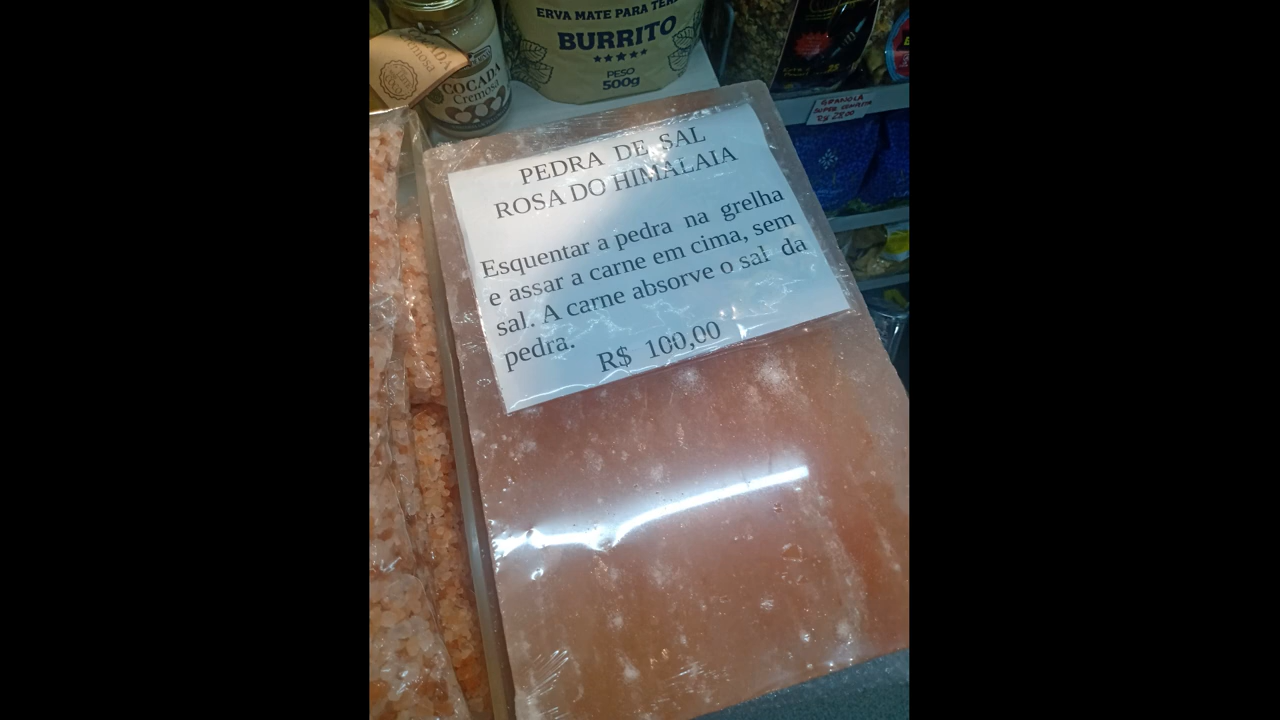 ERVA MATE PARA TER
BURRITO
PESO
500g
COCADA
Cremosa
GRANOLA
PEDRA DE SAL
ROSA DO HIMALAIA
Esquentar a pedra na grelha
e assar a carne em cima, sem
sal. A carne absorve o sal da
pedra.
R$ 100,00